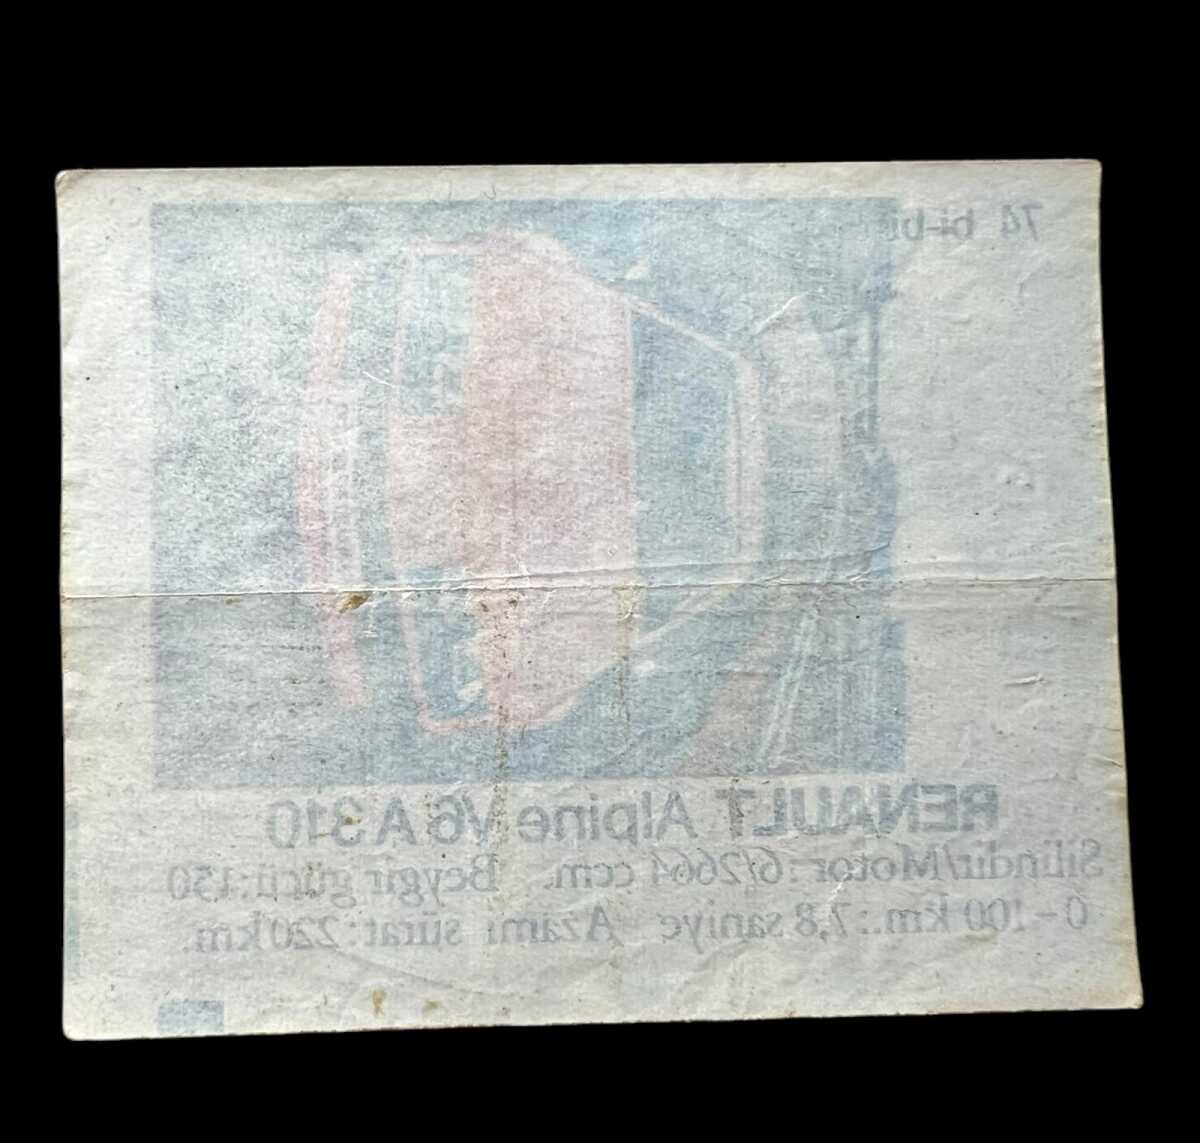 74 bi-bi
RENAULT Alpine V6 A 310
Silindir/Motor: 6/2664 ccm. Beygir gücü: 150
0-100 km.: 7,8 saniye Azami sürat: 220 km.